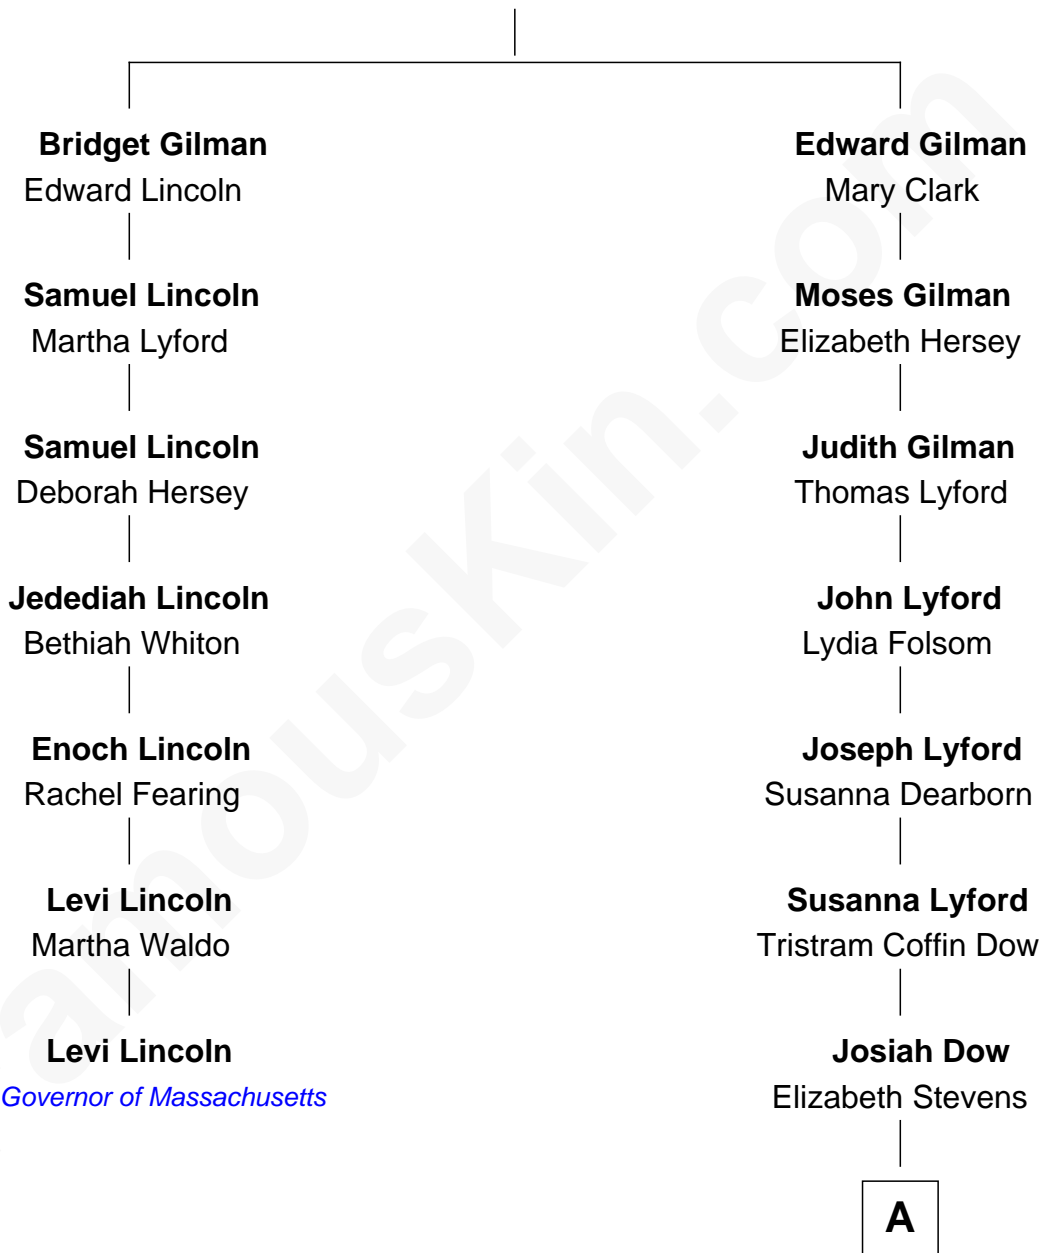 Bridget Gilman
Edward Lincoln
Samuel Lincoln
Martha Lyford
Samuel Lincoln
Deborah Hersey
Jedediah Lincoln
Bethiah Whiton
Enoch Lincoln
Rachel Fearing
Levi Lincoln
Martha Waldo
Levi Lincoln
Governor of Massachusetts
Edward Gilman
Mary Clark
Moses Gilman
Elizabeth Hersey
Judith Gilman
Thomas Lyford
John Lyford
Lydia Folsom
Joseph Lyford
Susanna Dearborn
Susanna Lyford
Tristram Coffin Dow
Josiah Dow
Elizabeth Stevens
A
amouskin.com